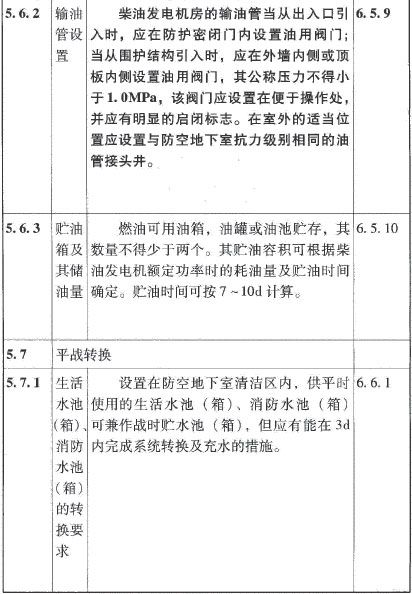 5.6.2 输油 柴油发电机房的输油管当从出入口引 6.5.9
管设 入时，应在防护密闭门内设置油用阀门；
置 当从围护结构引入时，应在外墙内侧或顶
板内侧设置油用阀门，其公称压力不得小
于1.0MPa，该阀门应设置在便于操作处，
并应有明显的启闭标志。在室外的适当位
置应设置与防空地下室抗力级别相同的油
管接头井。
5.6.3 贮油 燃油可用油箱，油罐或油池贮存，其 6.5.10
箱及 数量不得少于两个。其贮油容积可根据柴
其储 油发电机额定功率时的耗油量及贮油时间
油量 确定。贮油时间可按7~10d计算。
5.7 平战转换
5.7.1 生活 设置在防空地下室清洁区内，供平时 6.6.1
水池 使用的生活水池（箱）、消防水池（箱）
(箱)、 可兼作战时贮水池（箱），但应有能在3d
消防 内完成系统转换及充水的措施。
水池
(箱)
的转
换要
求